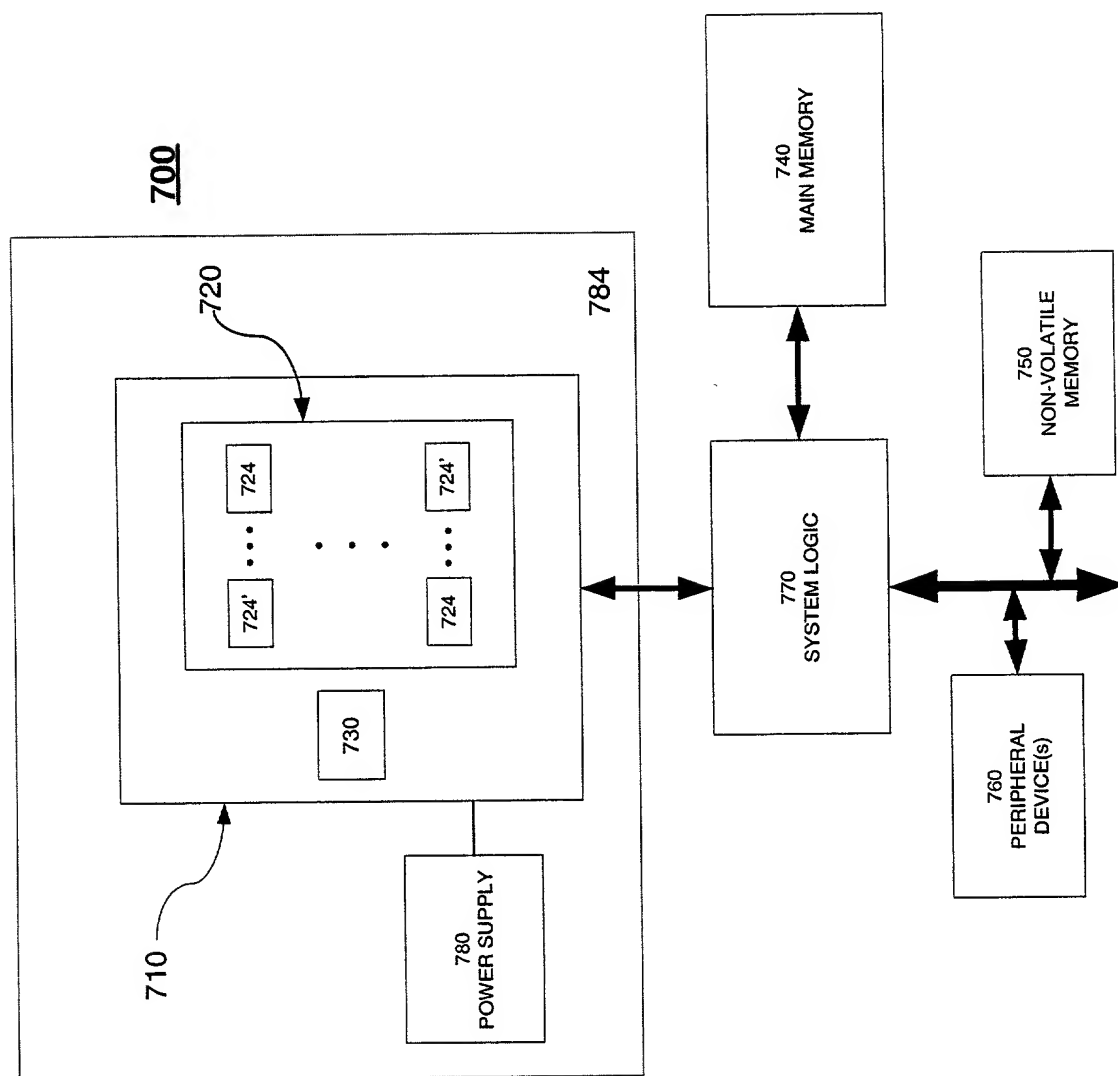 700
710
720
724'
724
724
724'
730
780
POWER SUPPLY
784
770
SYSTEM LOGIC
740
MAIN MEMORY
760
PERIPHERAL
DEVICE(s)
750
NON-VOLATILE
MEMORY